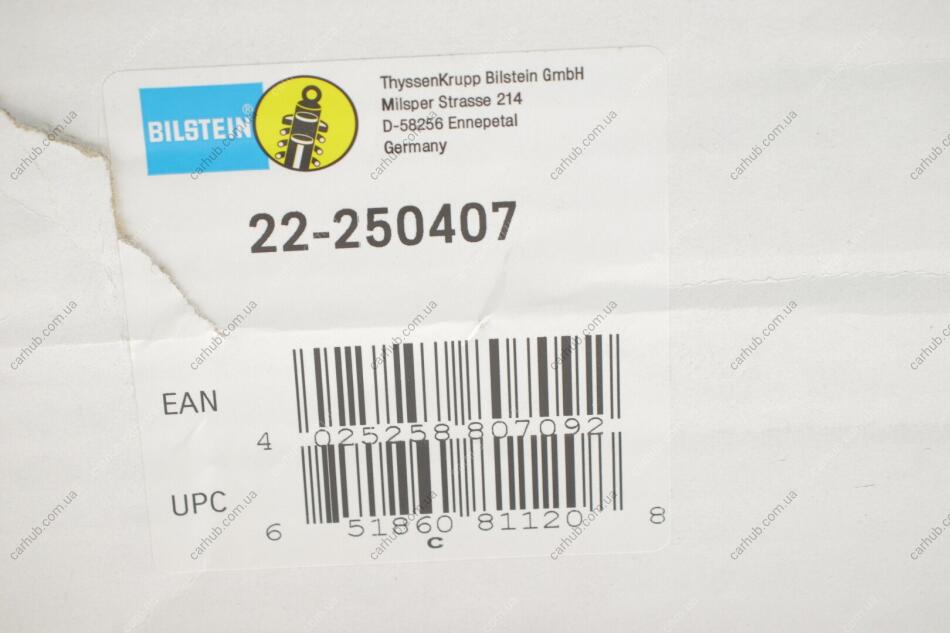 BILSTEIN®
ThyssenKrupp Bilstein GmbH
Milsper Strasse 214
D-58256 Ennepetal
Germany
22-250407
EAN
4 025258 807092
UPC
6 51860 81120 8
C
carhub.com.ua